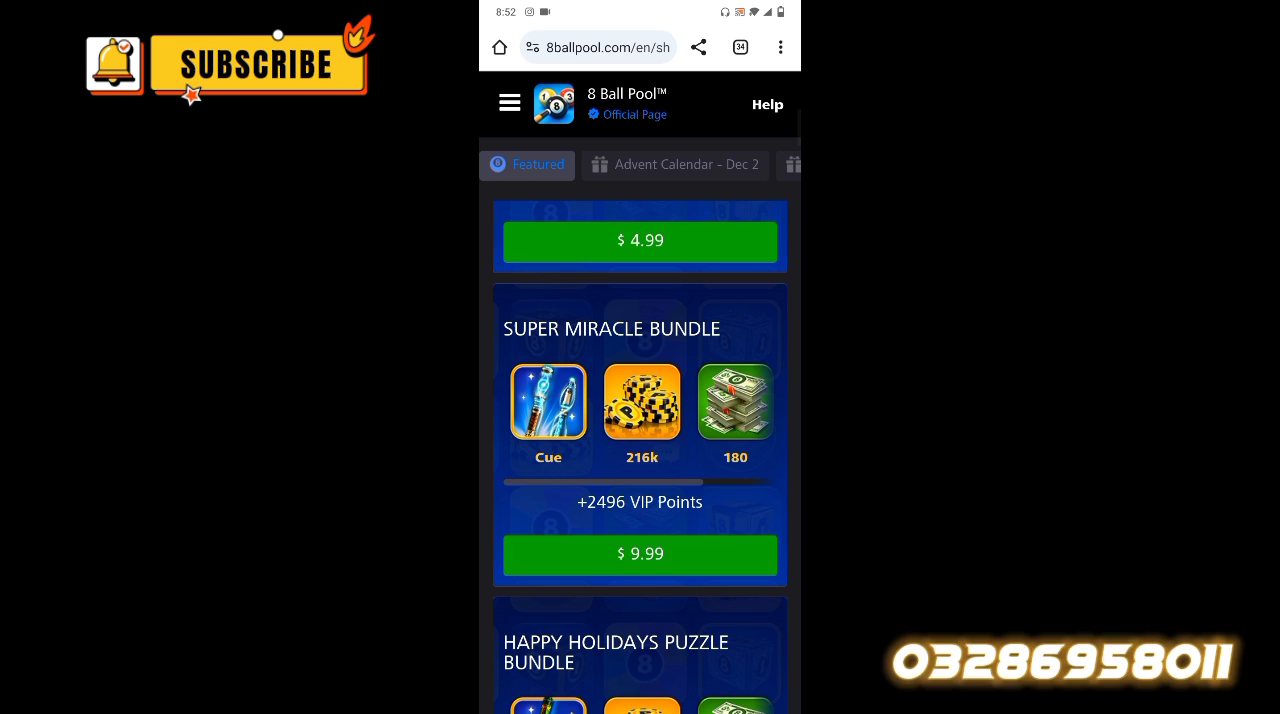 SUBSCRIBE
8:52
8ballpool.com/en/sh
34
8 Ball Pool™
Official Page
Help
Featured
Advent Calendar - Dec 2
$ 4.99
SUPER MIRACLE BUNDLE
Cue
216k
180
+2496 VIP Points
$ 9.99
HAPPY HOLIDAYS PUZZLE
BUNDLE
03286958011